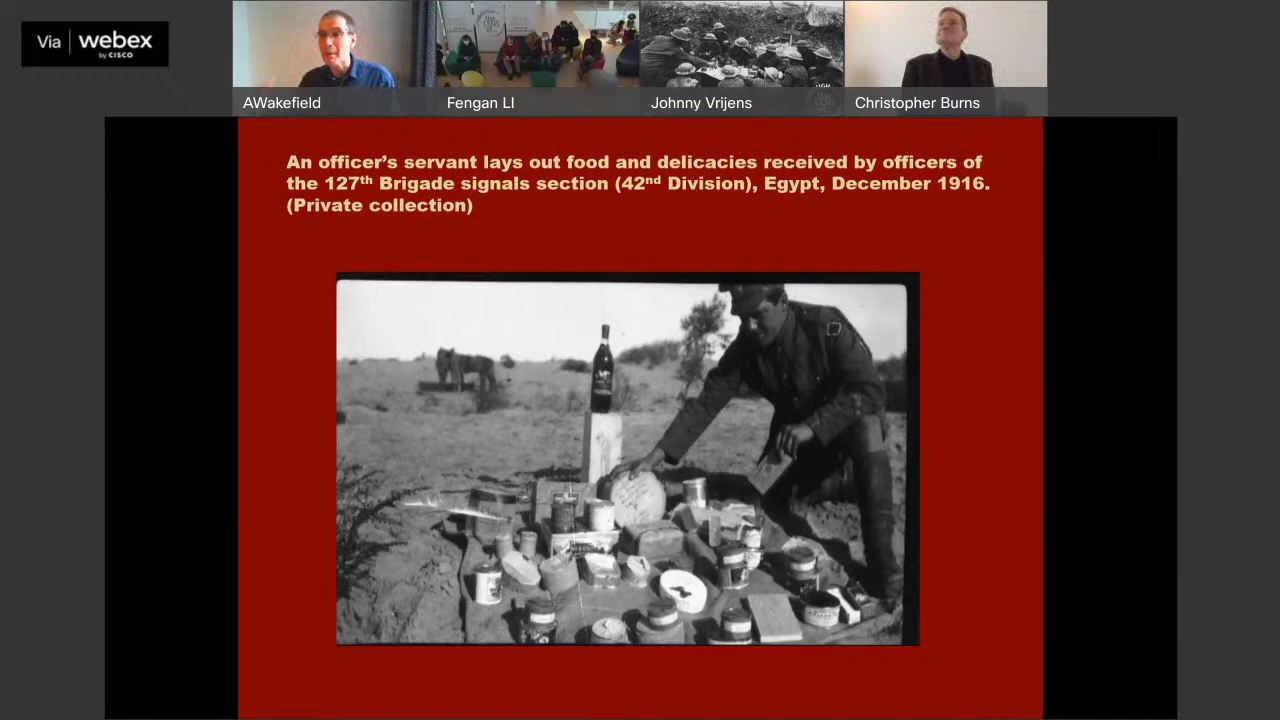 Via webex
by CISCO
AWakefield
Fengan LI
Johnny Vrijens
Christopher Burns
An officer’s servant lays out food and delicacies received by officers of
the 127th Brigade signals section (42nd Division), Egypt, December 1916.
(Private collection)